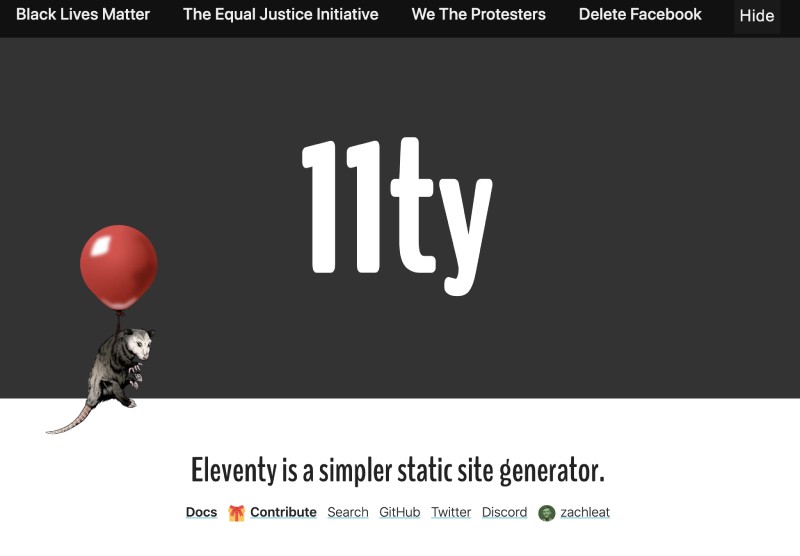 Black Lives Matter The Equal Justice Initiative We The Protesters Delete Facebook Hide
11ty
Eleventy is a simpler static site generator.
Docs Contribute Search GitHub Twitter Discord zachleat